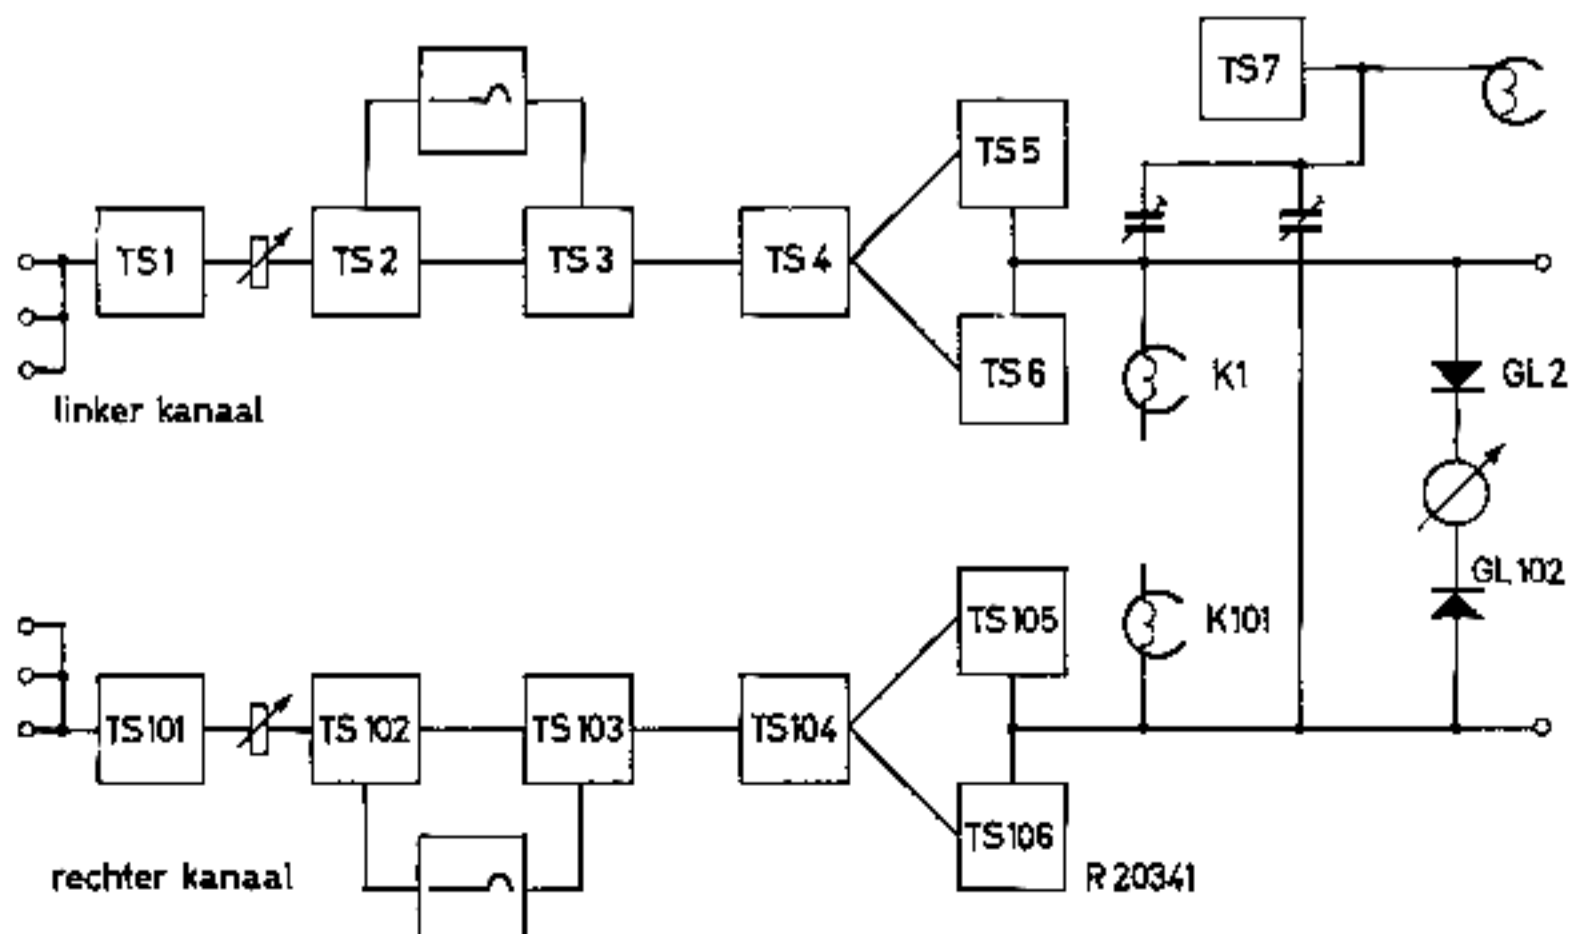 TS7
TS5
TS1
TS2
TS3
TS4
TS6
K1
GL2
linker kanaal
GL102
TS105
K101
TS101
TS102
TS103
TS104
TS106
rechter kanaal
R 20341